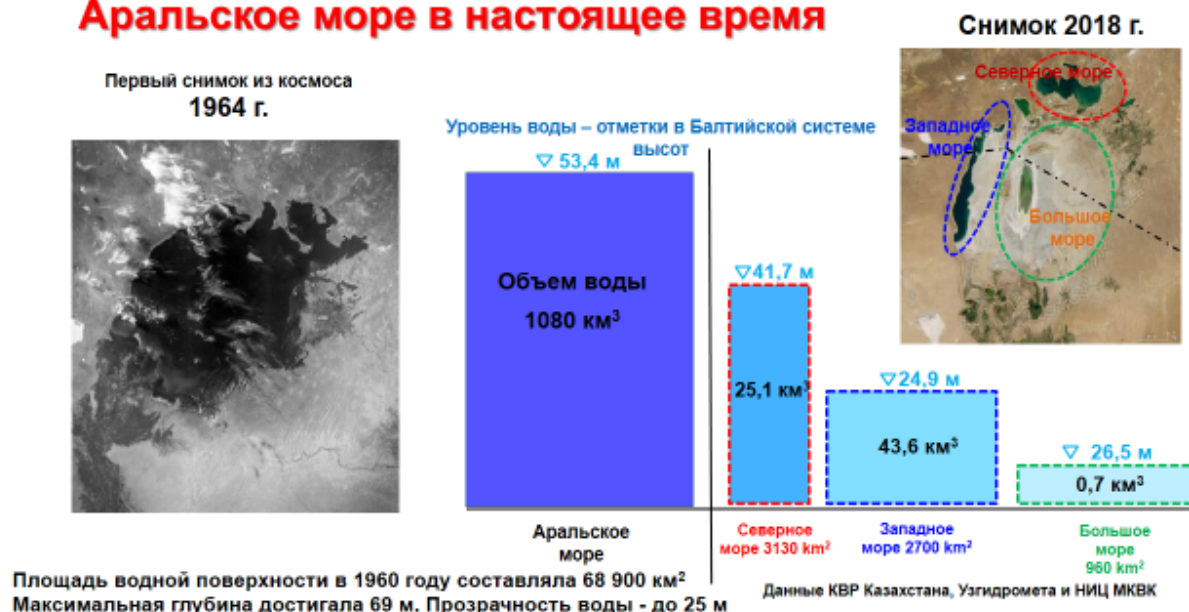 Аральское море в настоящее время
Снимок 2018 г.
Первый снимок из космоса
1964 г.
Северное море
Западное
море
Большое
море
Уровень воды – отметки в Балтийской системе
высот
▽ 53,4 м
Объем воды
1080 км³
▽41,7 м
25,1 км³
▽24,9 м
43,6 км³
▽ 26,5 м
0,7 км³
Аральское
море
Северное
море 3130 km²
Западное
море 2700 km²
Большое
море
960 km²
Площадь водной поверхности в 1960 году составляла 68 900 км²
Максимальная глубина достигала 69 м. Прозрачность воды - до 25 м
Данные КВР Казахстана, Узгидромета и НИЦ МКВК